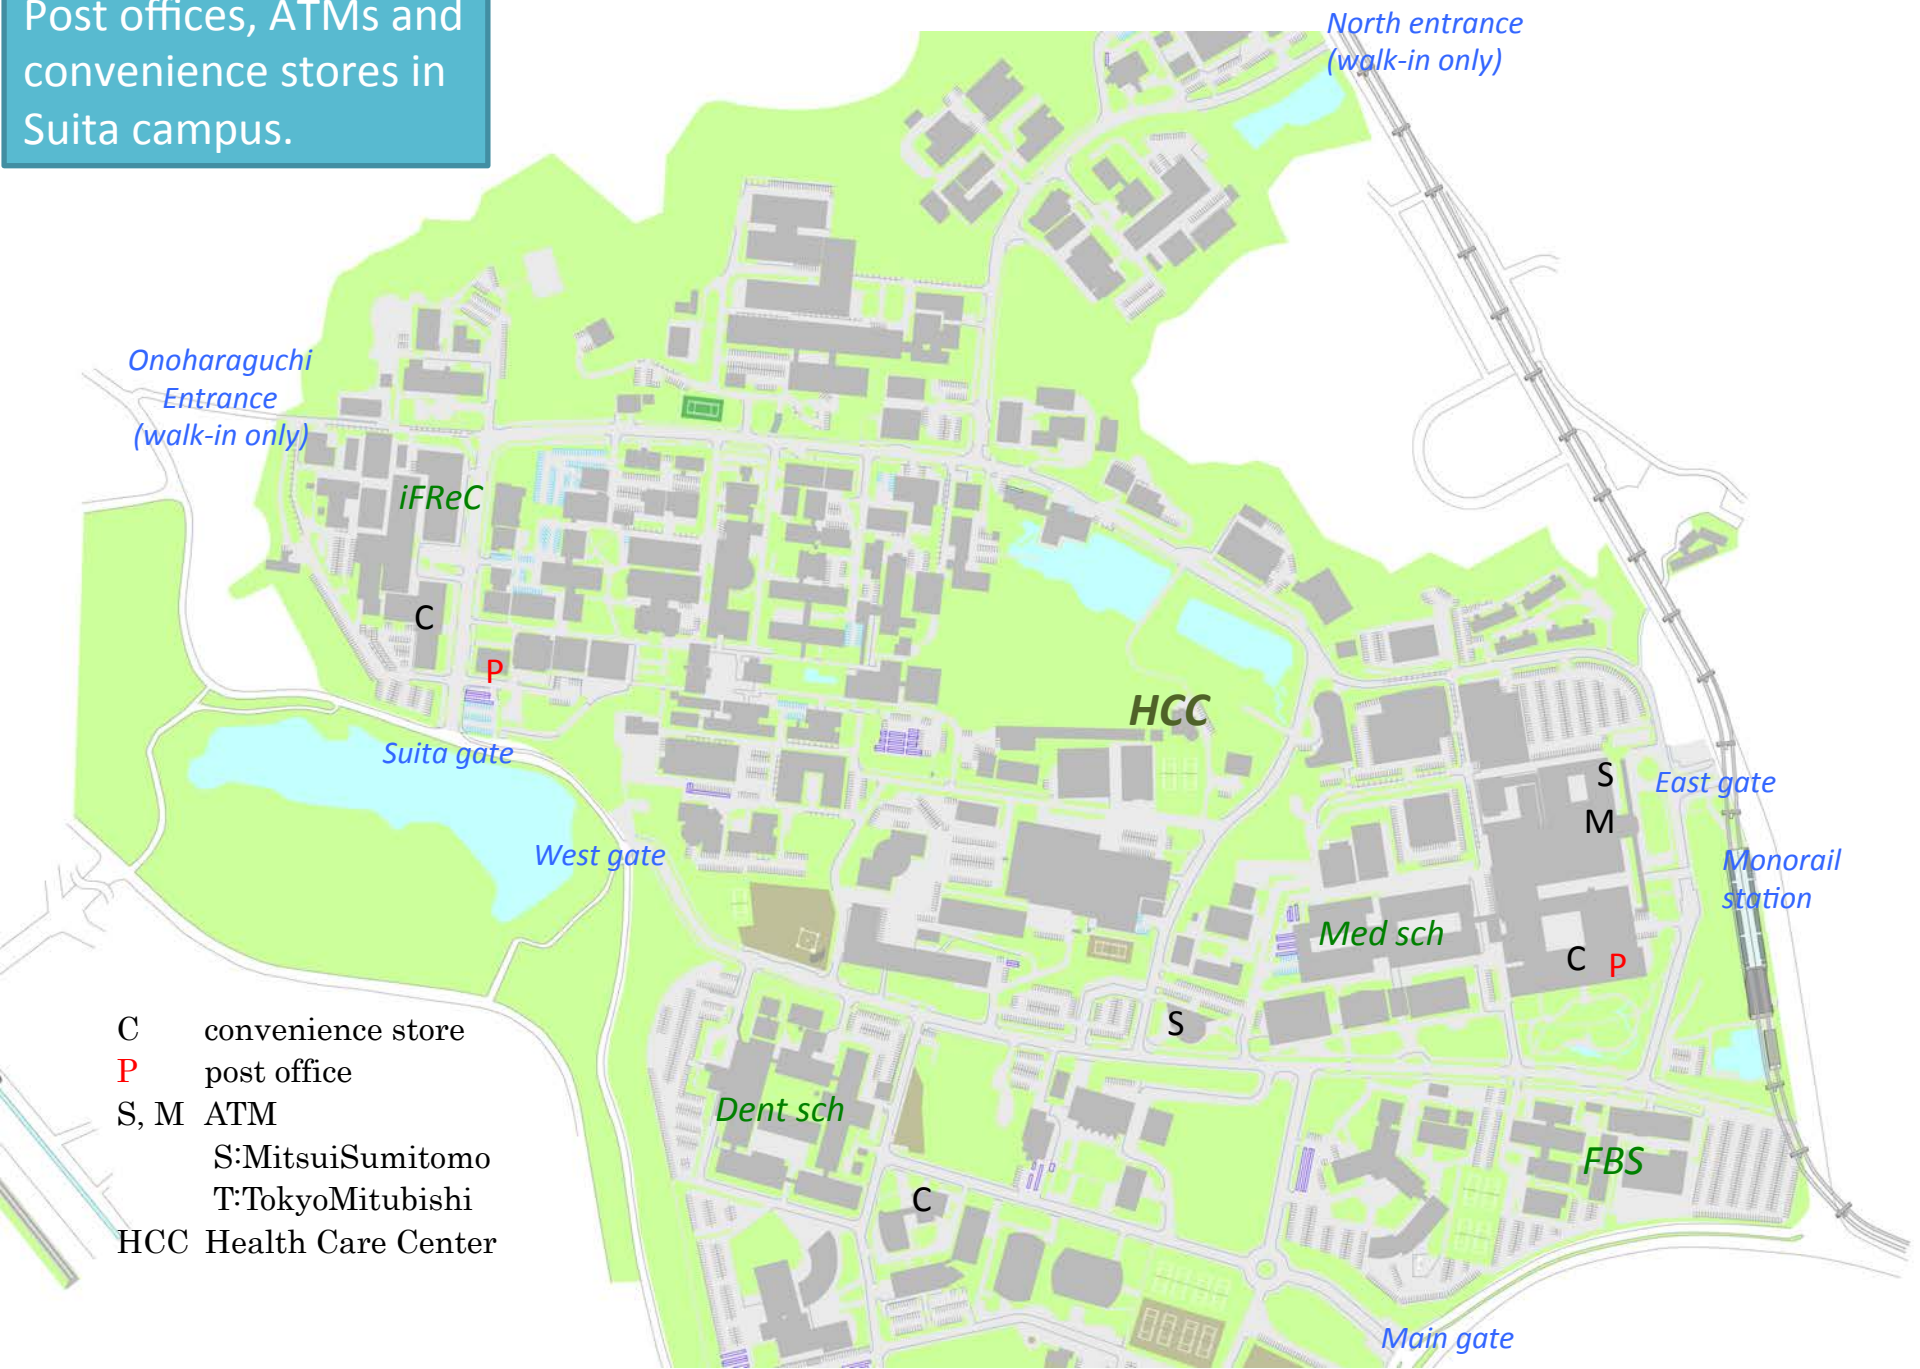 Post offices, ATMs and
convenience stores in
Suita campus.
North entrance
(walk-in only)
Onoharaguchi
Entrance
(walk-in only)
iFReC
C
P
HCC
Suita gate
S
East gate
M
West gate
Monorail
station
Med sch
C P
S
C convenience store
P post office
S, M ATM
S:MitsuiSumitomo
T:TokyoMitubishi
HCC Health Care Center
Dent sch
FBS
C
Main gate